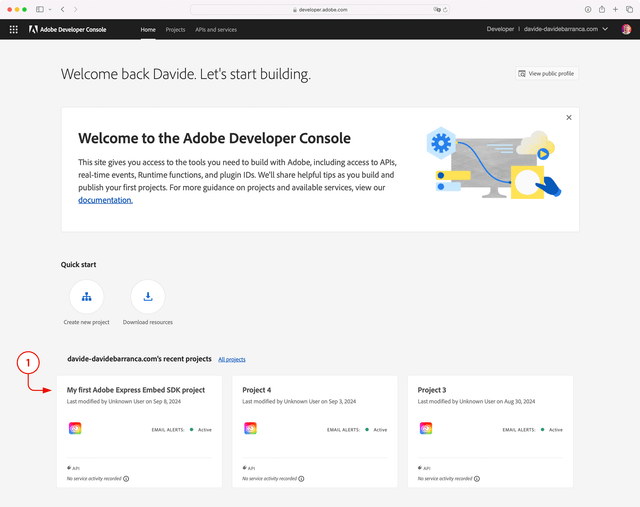 developer.adobe.com
Adobe Developer Console
Home
Projects
APIs and services
Developer
davide-davidebarranca.com
Welcome back Davide. Let's start building.
View public profile
Welcome to the Adobe Developer Console
This site gives you access to the tools you need to build with Adobe, including access to APIs,
real-time events, Runtime functions, and plugin IDs. We'll share helpful tips as you build and
publish your first projects. For more guidance on projects and available services, view our
documentation.
Quick start
Create new project
Download resources
1
davide-davidebarranca.com's recent projects
All projects
My first Adobe Express Embed SDK project
Last modified by Unknown User on Sep 8, 2024
EMAIL ALERTS: Active
API
No service activity recorded
Project 4
Last modified by Unknown User on Sep 3, 2024
EMAIL ALERTS: Active
API
No service activity recorded
Project 3
Last modified by Unknown User on Aug 30, 2024
EMAIL ALERTS: Active
API
No service activity recorded